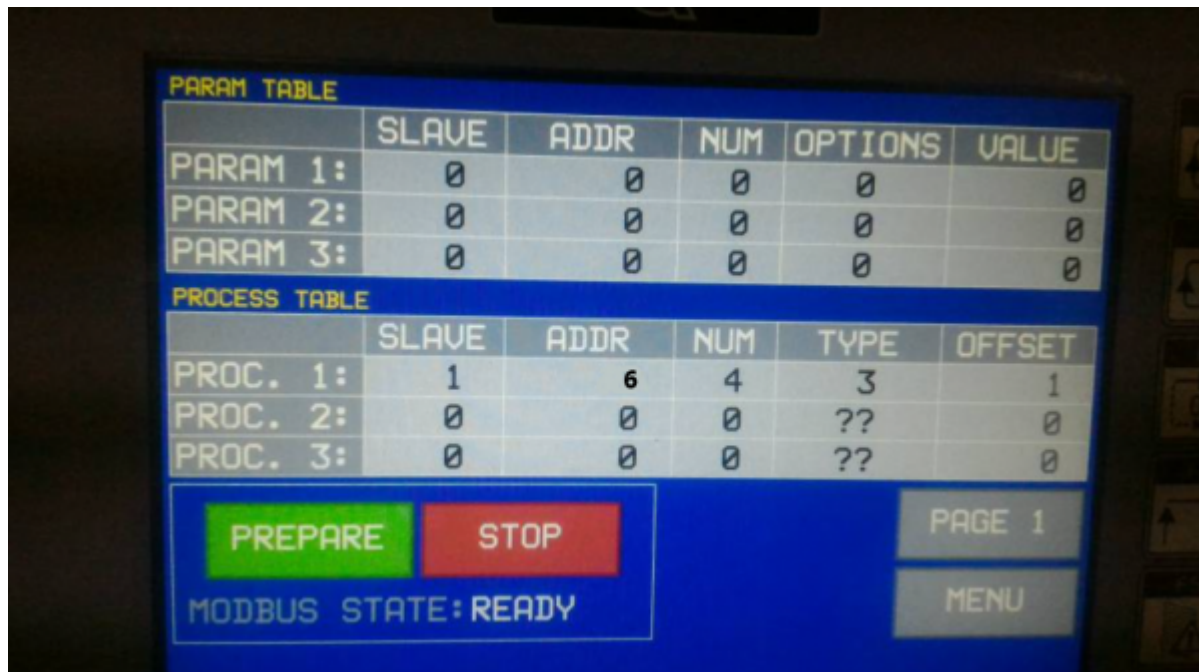 PARAM TABLE
SLAVE ADDR NUM OPTIONS VALUE
PARAM 1: 0 0 0 0 0
PARAM 2: 0 0 0 0 0
PARAM 3: 0 0 0 0 0
PROCESS TABLE
SLAVE ADDR NUM TYPE OFFSET
PROC. 1: 1 6 4 3 1
PROC. 2: 0 0 0 ?? 0
PROC. 3: 0 0 0 ?? 0
PREPARE STOP PAGE 1
MODBUS STATE:READY MENU